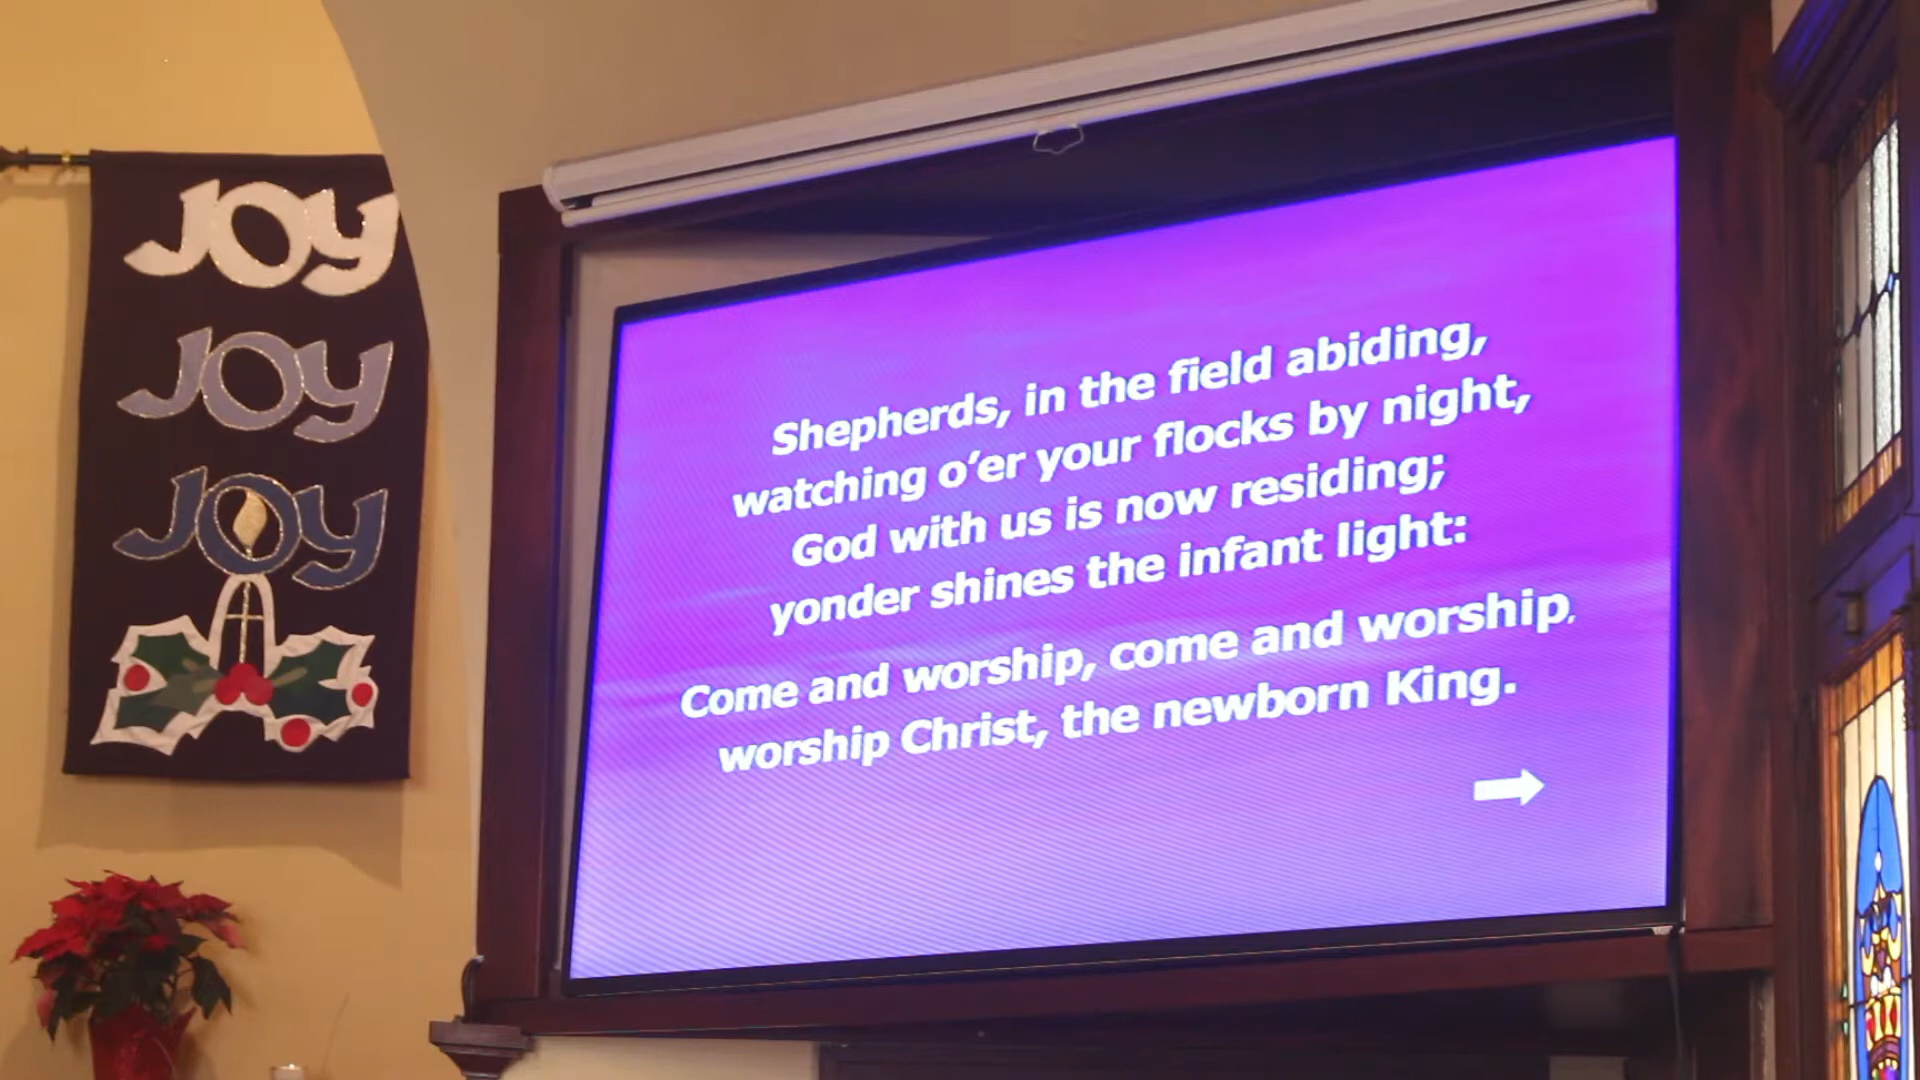 JOY
JOY
JOY
Shepherds, in the field abiding,
watching o’er your flocks by night,
God with us is now residing;
yonder shines the infant light:
Come and worship, come and worship,
worship Christ, the newborn King.